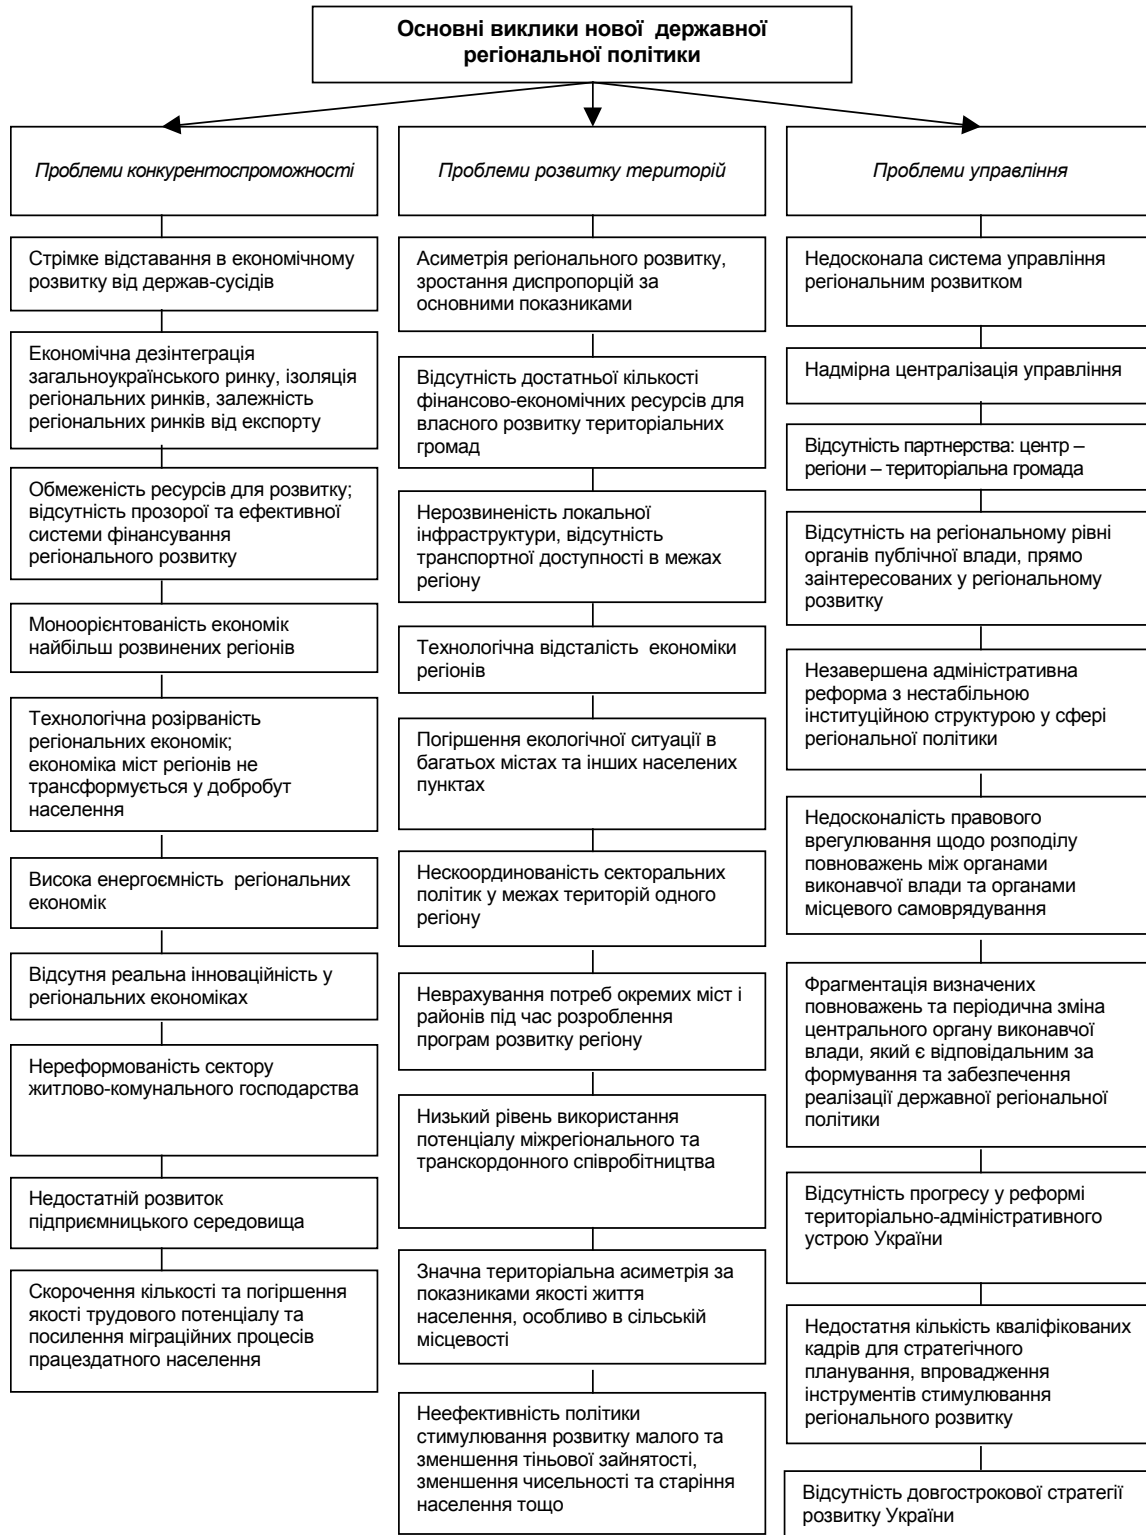 Основні виклики нової державної
регіональної політики
Проблеми конкурентоспроможності
Стрімке відставання в економічному
розвитку від держав-сусідів
Економічна дезінтеграція
загальноукраїнського ринку, ізоляція
регіональних ринків, залежність
регіональних ринків від експорту
Обмеженість ресурсів для розвитку;
відсутність прозорої та ефективної
системи фінансування
регіонального розвитку
Моноорієнтованість економік
найбільш розвинених регіонів
Технологічна розірваність
регіональних економік;
економіка міст регіонів не
трансформується у добробут
населення
Висока енергоємність регіональних
економік
Відсутня реальна інноваційність у
регіональних економіках
Нереформованість сектору
житлово-комунального господарства
Недостатній розвиток
підприємницького середовища
Скорочення кількості та погіршення
якості трудового потенціалу та
посилення міграційних процесів
працездатного населення
Проблеми розвитку територій
Асиметрія регіонального розвитку,
зростання диспропорцій за
основними показниками
Відсутність достатньої кількості
фінансово-економічних ресурсів для
власного розвитку територіальних
громад
Нерозвиненість локальної
інфраструктури, відсутність
транспортної доступності в межах
регіону
Технологічна відсталість економіки
регіонів
Погіршення екологічної ситуації в
багатьох містах та інших населених
пунктах
Нескоординованість секторальних
політик у межах територій одного
регіону
Неврахування потреб окремих міст і
районів під час розроблення
програм розвитку регіону
Низький рівень використання
потенціалу міжрегіонального та
транскордонного співробітництва
Значна територіальна асиметрія за
показниками якості життя
населення, особливо в сільській
місцевості
Неефективність політики
стимулювання розвитку малого та
зменшення тіньової зайнятості,
зменшення чисельності та старіння
населення тощо
Проблеми управління
Недосконала система управління
регіональним розвитком
Надмірна централізація управління
Відсутність партнерства: центр –
регіони – територіальна громада
Відсутність на регіональному рівні
органів публічної влади, прямо
заінтересованих у регіональному
розвитку
Незавершена адміністративна
реформа з нестабільною
інституційною структурою у сфері
регіональної політики
Недосконалість правового
врегулювання щодо розподілу
повноважень між органами
виконавчої влади та органами
місцевого самоврядування
Фрагментація визначених
повноважень та періодична зміна
центрального органу виконавчої
влади, який є відповідальним за
формування та забезпечення
реалізації державної регіональної
політики
Відсутність прогресу у реформі
територіально-адміністративного
устрою України
Недостатня кількість кваліфікованих
кадрів для стратегічного
планування, впровадження
інструментів стимулювання
регіонального розвитку
Відсутність довгострокової стратегії
розвитку України